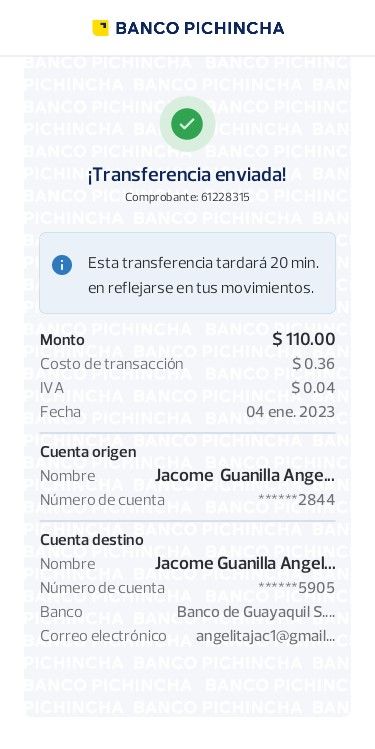 BANCO PICHINCHA
¡Transferencia enviada!
Comprobante: 61228315
Esta transferencia tardará 20 min.
en reflejarse en tus movimientos.
Monto $ 110.00
Costo de transacción $ 0.36
IVA $ 0.04
Fecha 04 ene. 2023
Cuenta origen
Nombre Jacome Guanilla Ange...
Número de cuenta ******2844
Cuenta destino
Nombre Jacome Guanilla Angel...
Número de cuenta ******5905
Banco Banco de Guayaquil S....
Correo electrónico angelitajac1@gmail...